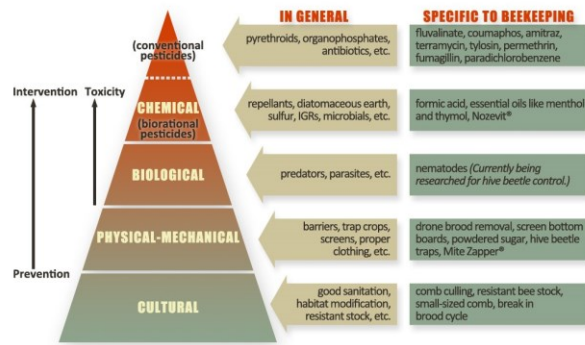 IN GENERAL
SPECIFIC TO BEEKEEPING
(conventional
pesticides)
pyrethroids, organophosphates,
antibiotics, etc.
fluvalinate, coumaphos, amitraz,
terramycin, tylosin, permethrin,
fumagillin, paradichlorobenzene
Intervention
Toxicity
CHEMICAL
(biorational
pesticides)
repellants, diatomaceous earth,
sulfur, IGRs, microbials, etc.
formic acid, essential oils like menthol
and thymol, Nozevit®
BIOLOGICAL
predators, parasites, etc.
nematodes (Currently being
researched for hive beetle control.)
PHYSICAL-MECHANICAL
barriers, trap crops,
screens, proper
clothing, etc.
drone brood removal, screen bottom
boards, powdered sugar, hive beetle
traps, Mite Zapper®
Prevention
CULTURAL
good sanitation,
habitat modification,
resistant stock, etc.
comb culling, resistant bee stock,
small-sized comb, break in
brood cycle